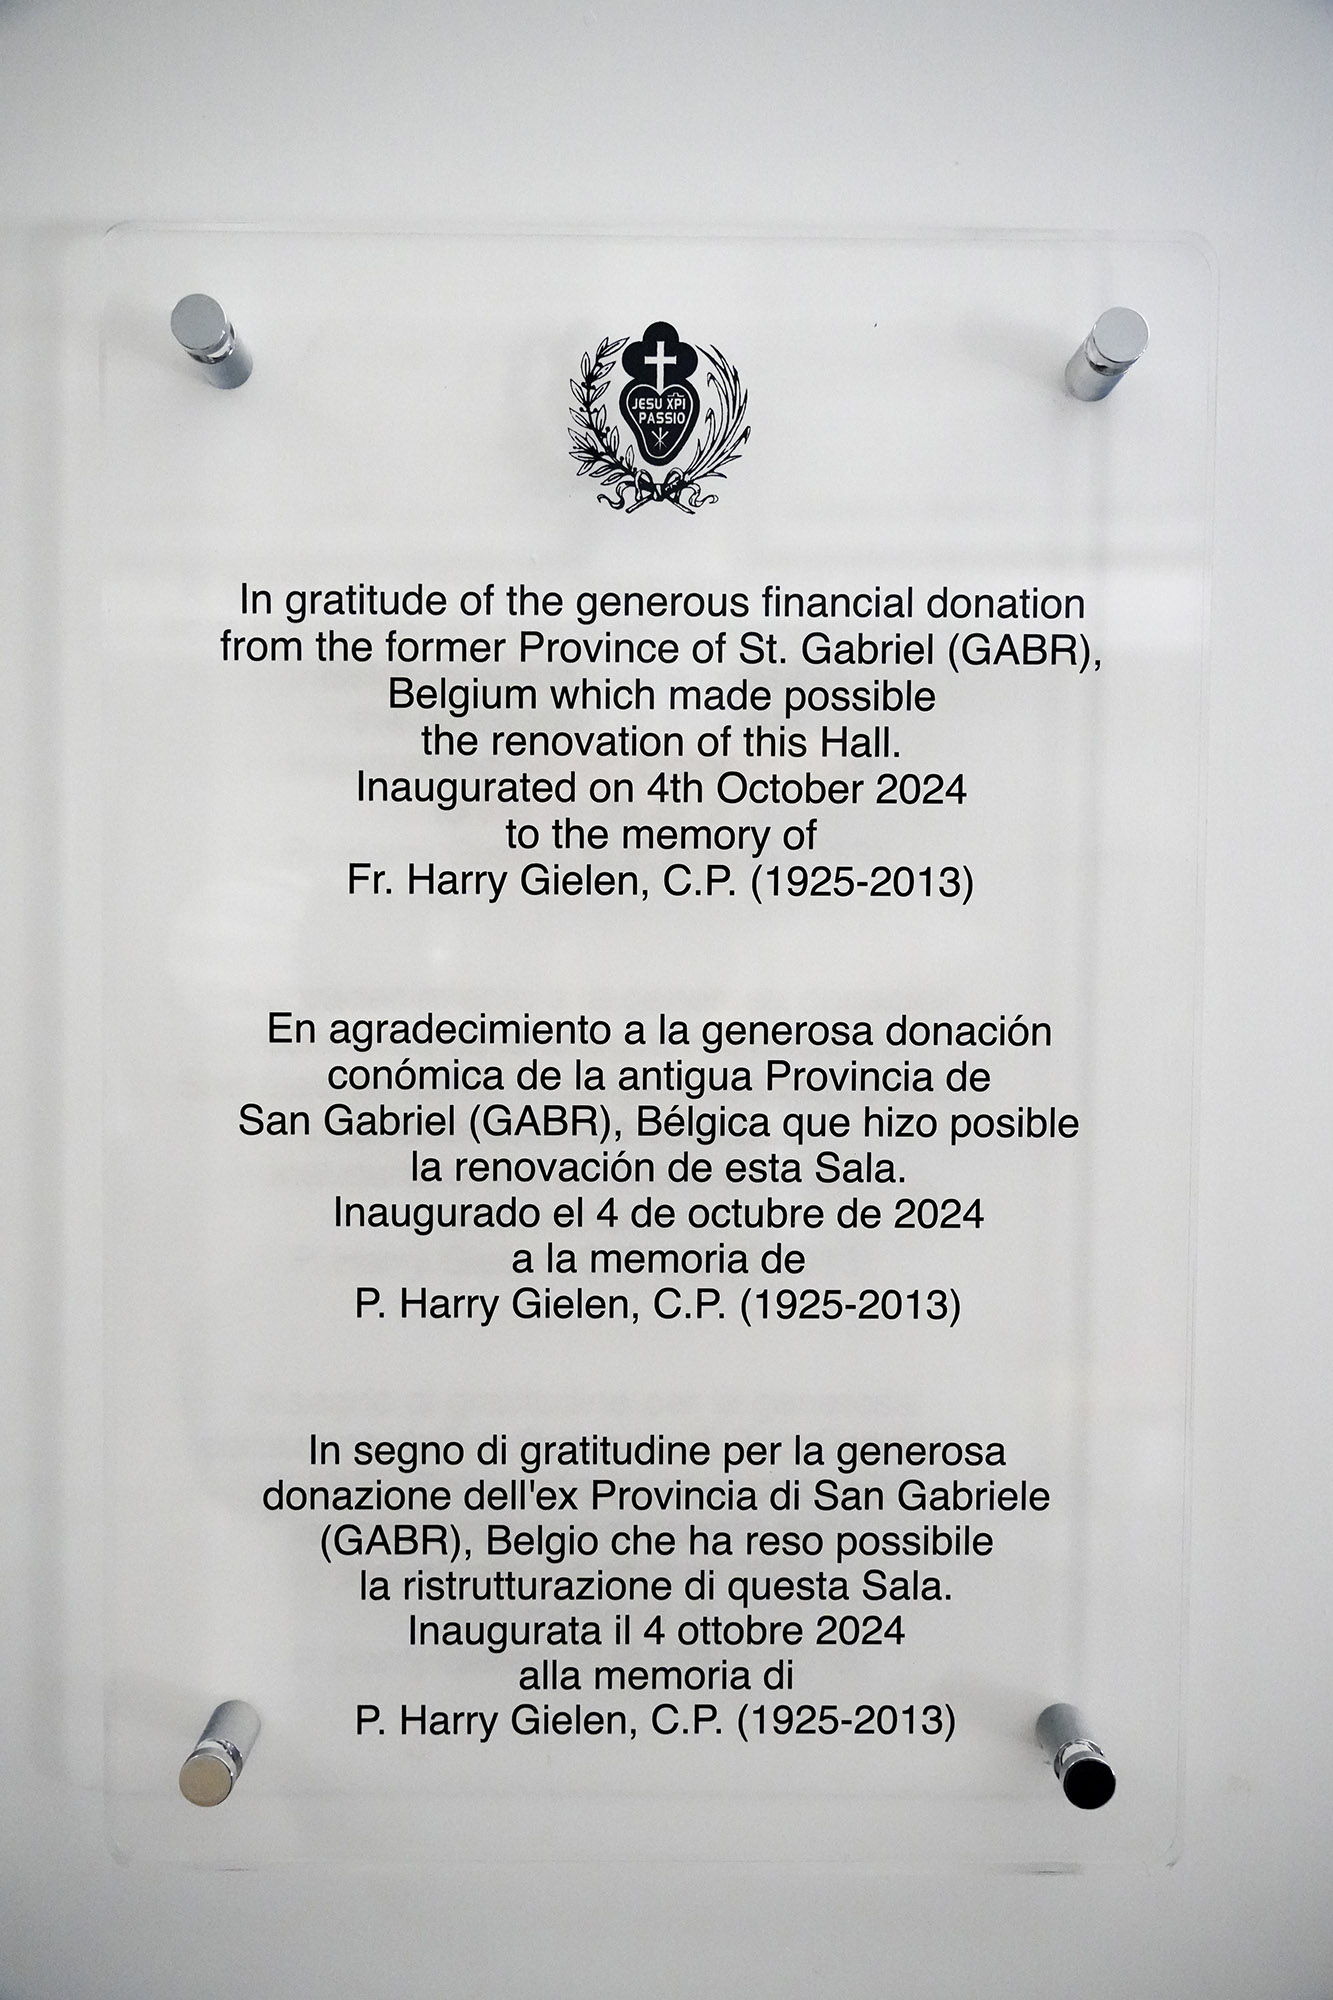 JESU XPI
PASSIO
In gratitude of the generous financial donation
from the former Province of St. Gabriel (GABR),
Belgium which made possible
the renovation of this Hall.
Inaugurated on 4th October 2024
to the memory of
Fr. Harry Gielen, C.P. (1925-2013)
En agradecimiento a la generosa donación
conómica de la antigua Provincia de
San Gabriel (GABR), Bélgica que hizo posible
la renovación de esta Sala.
Inaugurado el 4 de octubre de 2024
a la memoria de
P. Harry Gielen, C.P. (1925-2013)
In segno di gratitudine per la generosa
donazione dell'ex Provincia di San Gabriele
(GABR), Belgio che ha reso possibile
la ristrutturazione di questa Sala.
Inaugurata il 4 ottobre 2024
alla memoria di
P. Harry Gielen, C.P. (1925-2013)